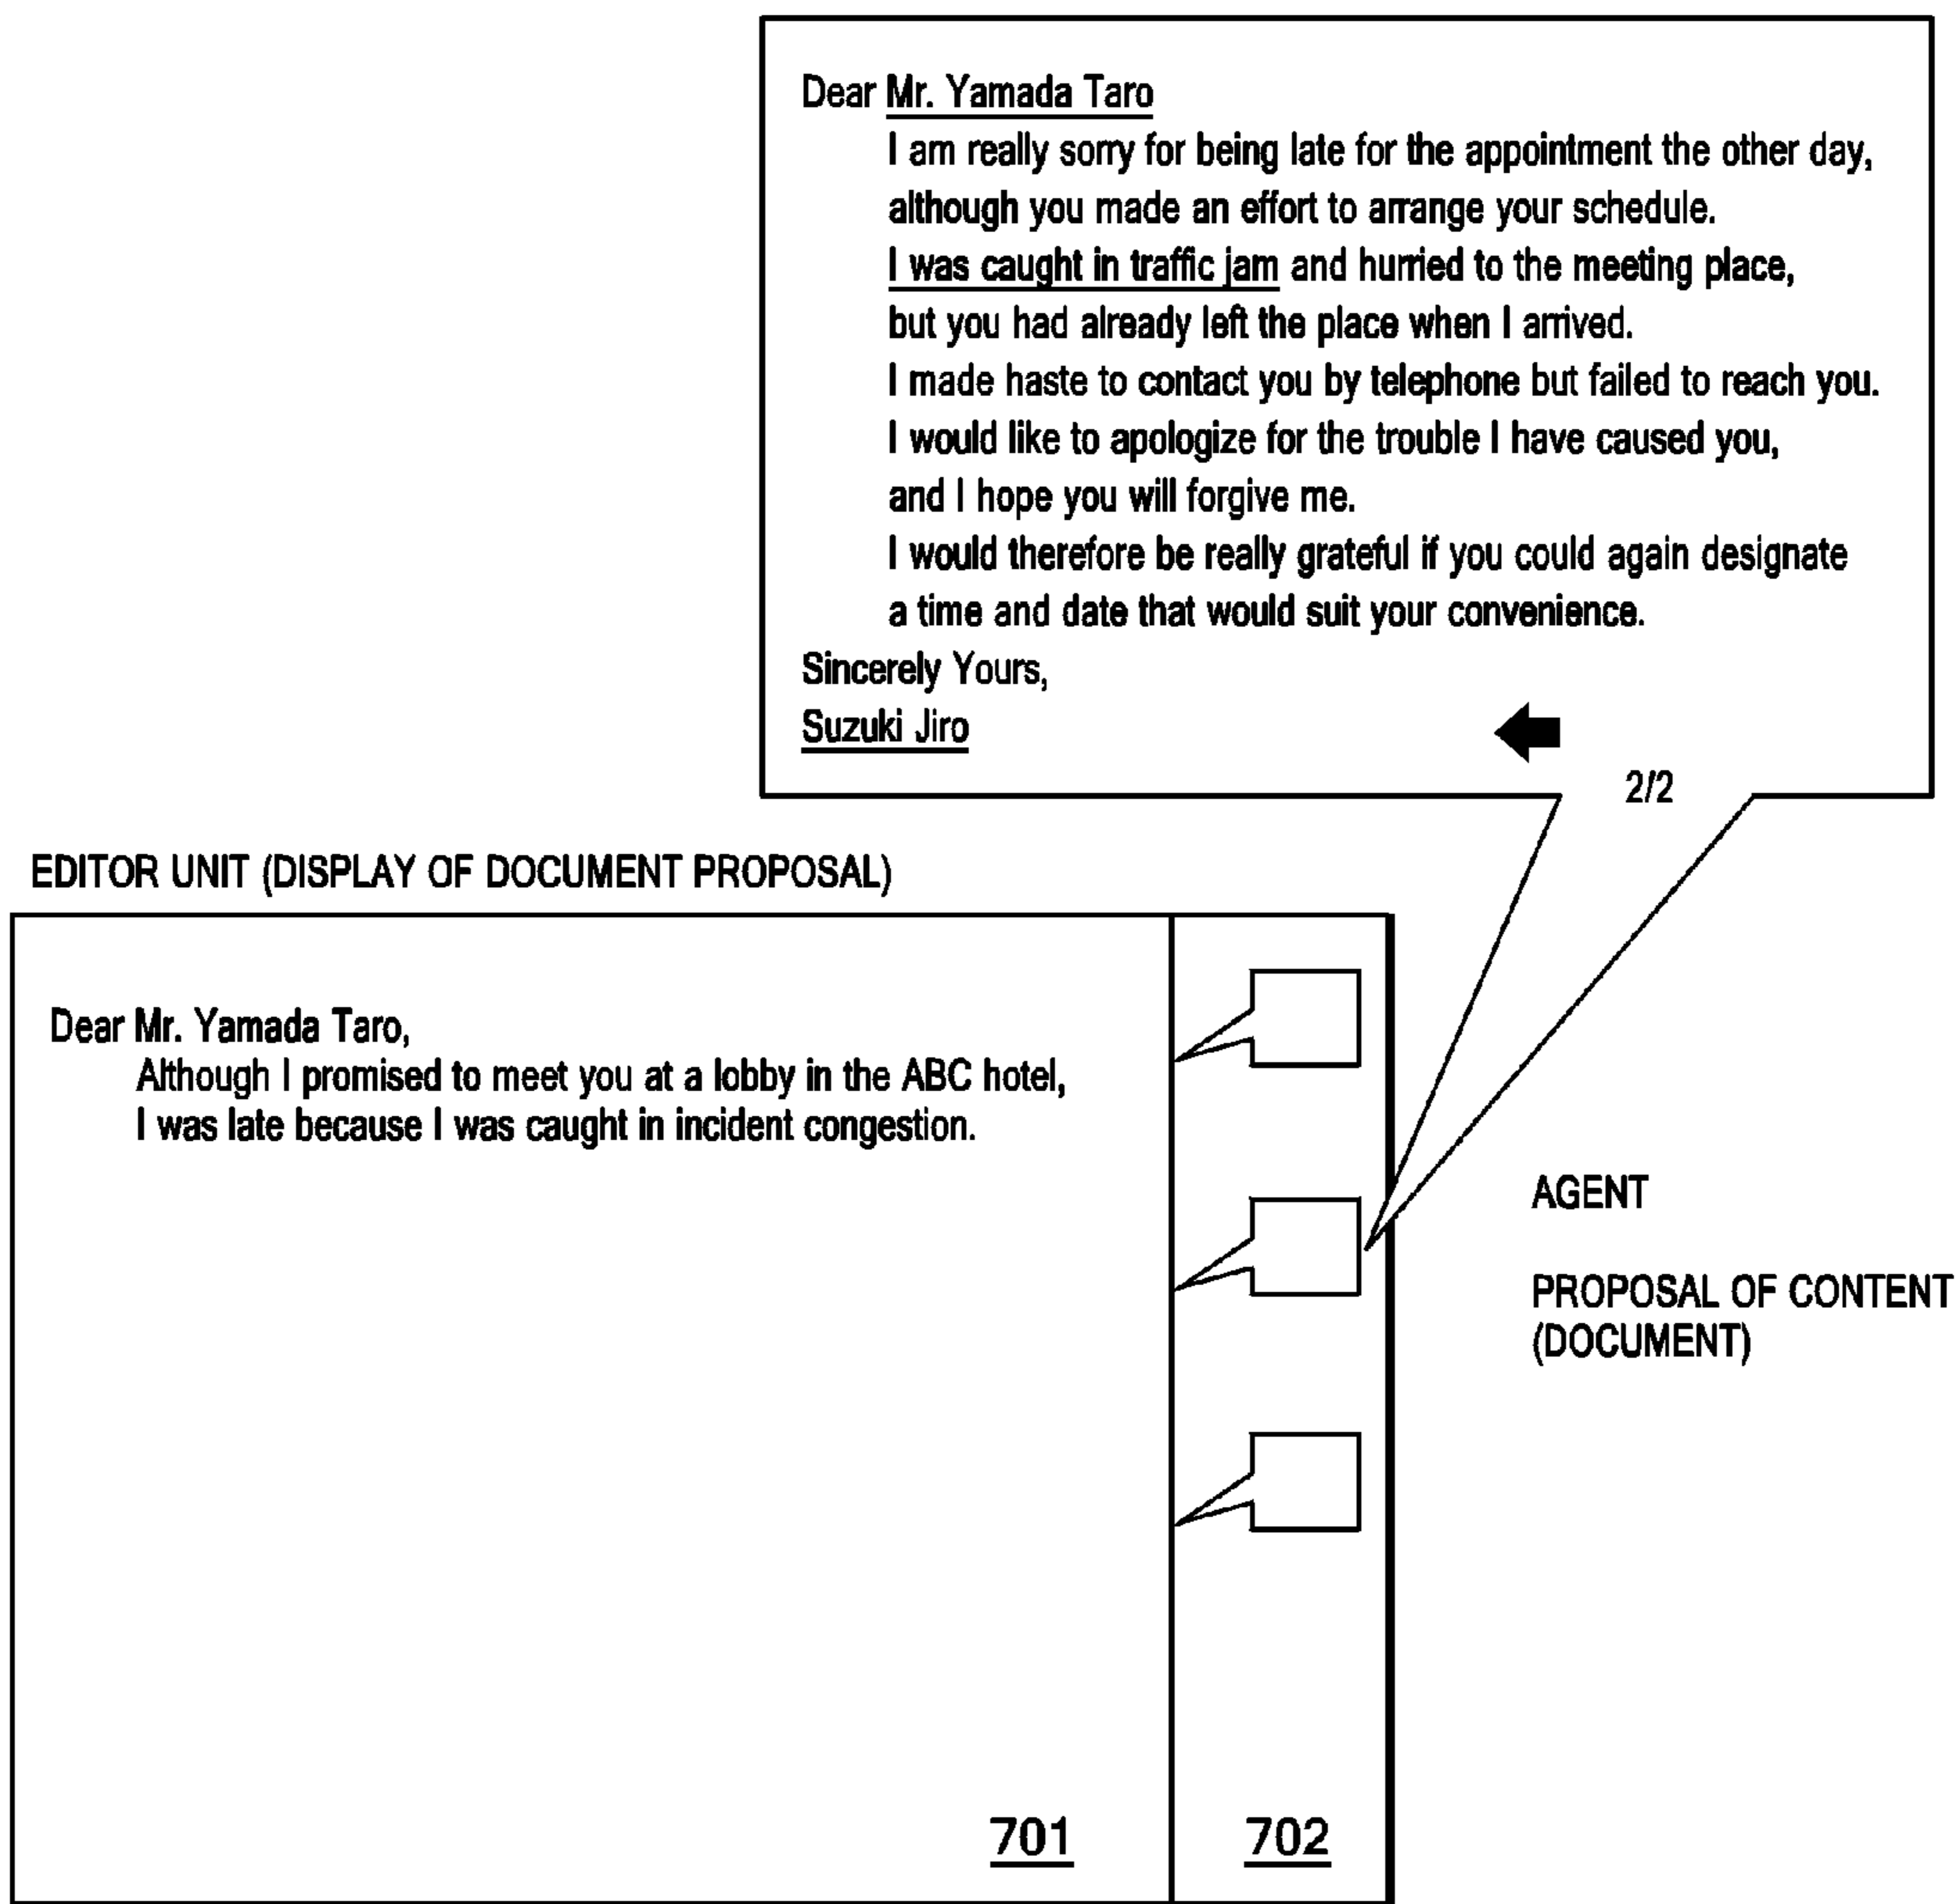 Dear Mr. Yamada Taro
I am really sorry for being late for the appointment the other day,
although you made an effort to arrange your schedule.
I was caught in traffic jam and hurried to the meeting place,
but you had already left the place when I arrived.
I made haste to contact you by telephone but failed to reach you.
I would like to apologize for the trouble I have caused you,
and I hope you will forgive me.
I would therefore be really grateful if you could again designate
a time and date that would suit your convenience.
Sincerely Yours,
Suzuki Jiro
2/2
EDITOR UNIT (DISPLAY OF DOCUMENT PROPOSAL)
Dear Mr. Yamada Taro,
Although I promised to meet you at a lobby in the ABC hotel,
I was late because I was caught in incident congestion.
AGENT
PROPOSAL OF CONTENT
(DOCUMENT)
701
702